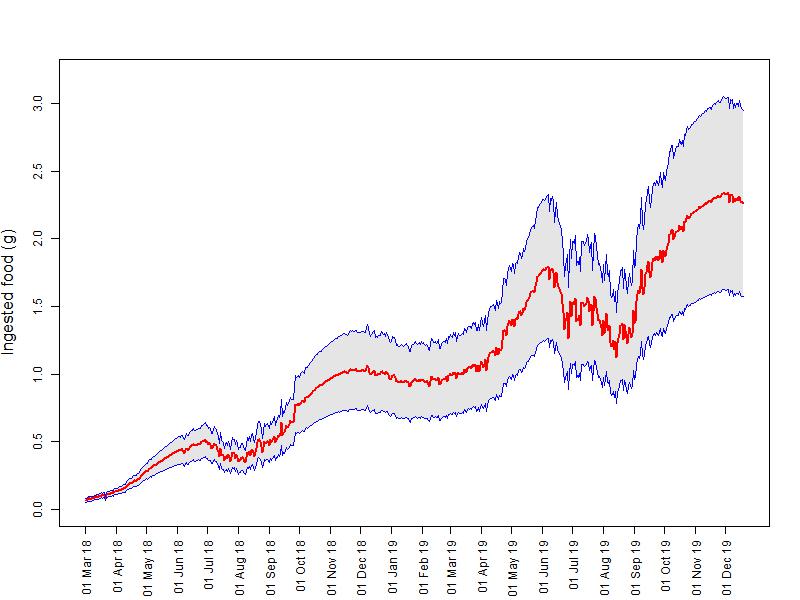 Ingested food (g)
3.0
2.5
2.0
1.5
1.0
0.5
0.0
01 Mar 18
01 Apr 18
01 May 18
01 Jun 18
01 Jul 18
01 Aug 18
01 Sep 18
01 Oct 18
01 Nov 18
01 Dec 18
01 Jan 19
01 Feb 19
01 Mar 19
01 Apr 19
01 May 19
01 Jun 19
01 Jul 19
01 Aug 19
01 Sep 19
01 Oct 19
01 Nov 19
01 Dec 19